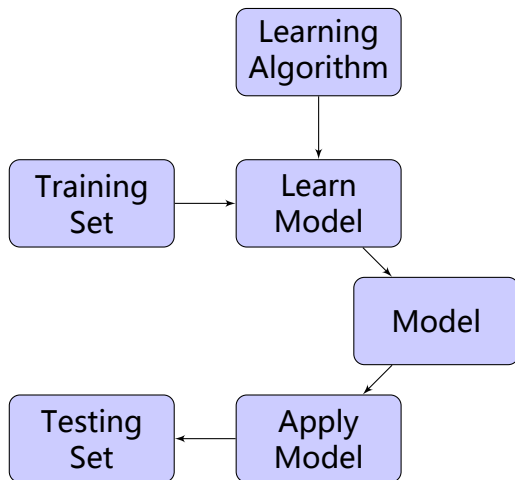 Learning
Algorithm
Training
Set
Learn
Model
Model
Testing
Set
Apply
Model